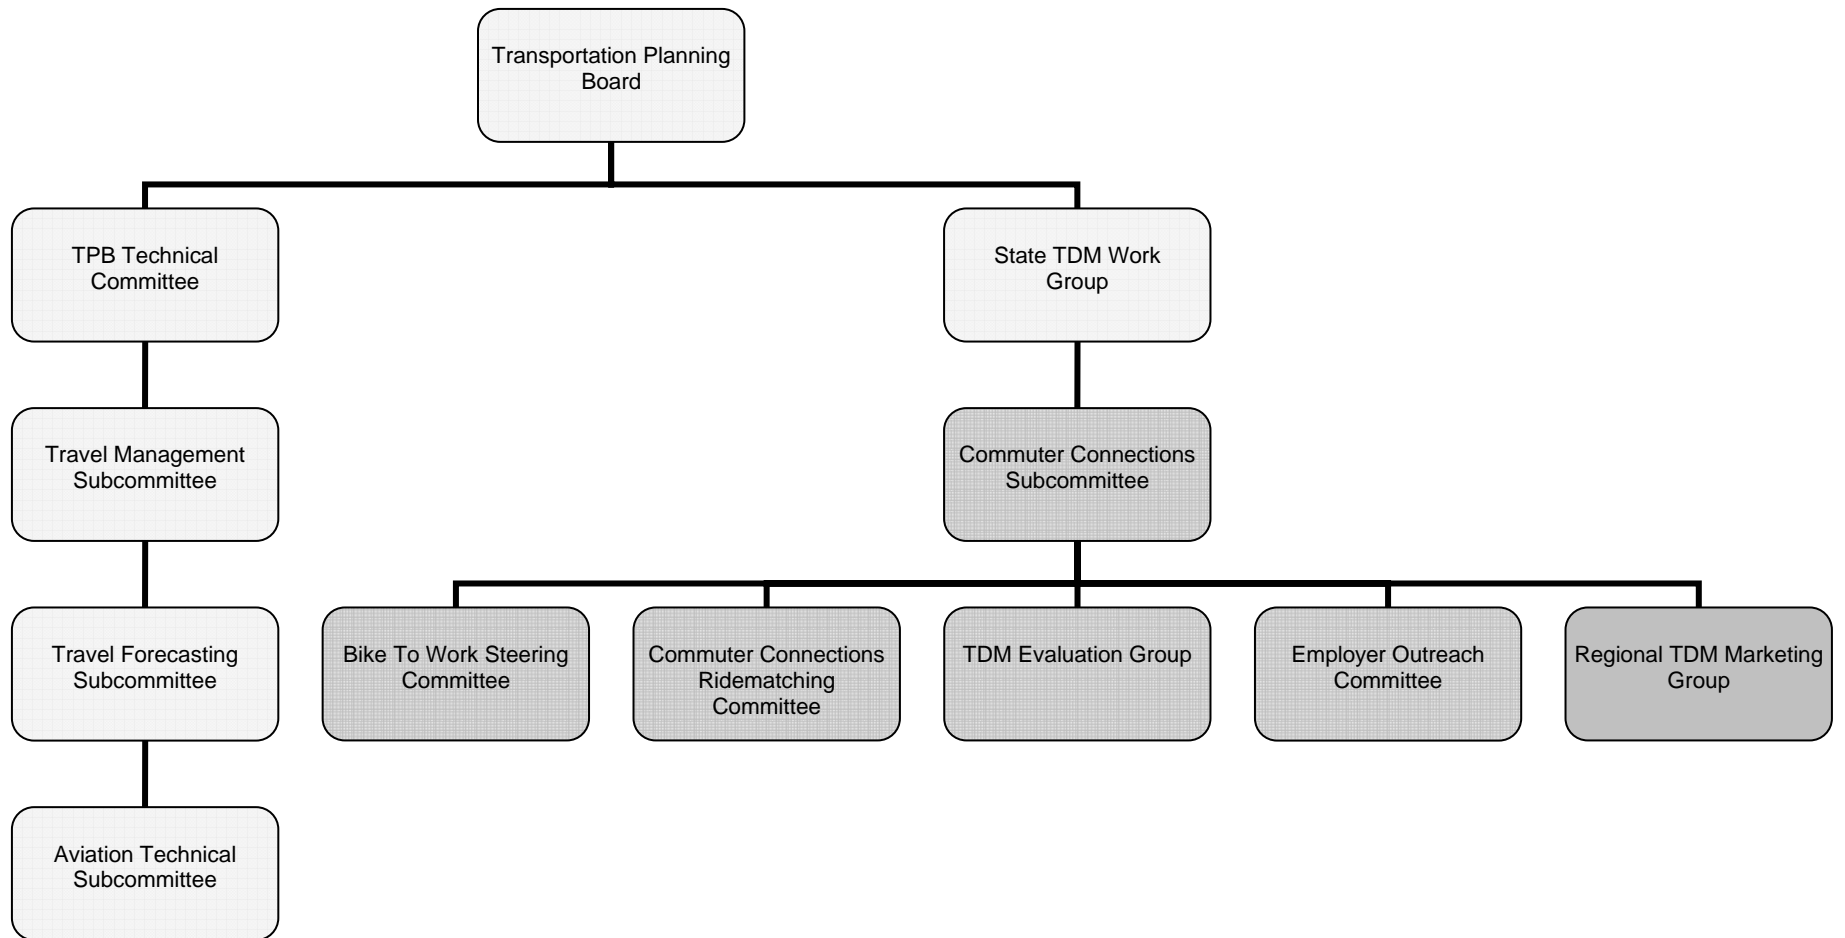 Transportation Planning
Board
TPB Technical
Committee
State TDM Work
Group
Travel Management
Subcommittee
Commuter Connections
Subcommittee
Travel Forecasting
Subcommittee
Bike To Work Steering
Committee
Commuter Connections
Ridematching
Committee
TDM Evaluation Group
Employer Outreach
Committee
Regional TDM Marketing
Group
Aviation Technical
Subcommittee